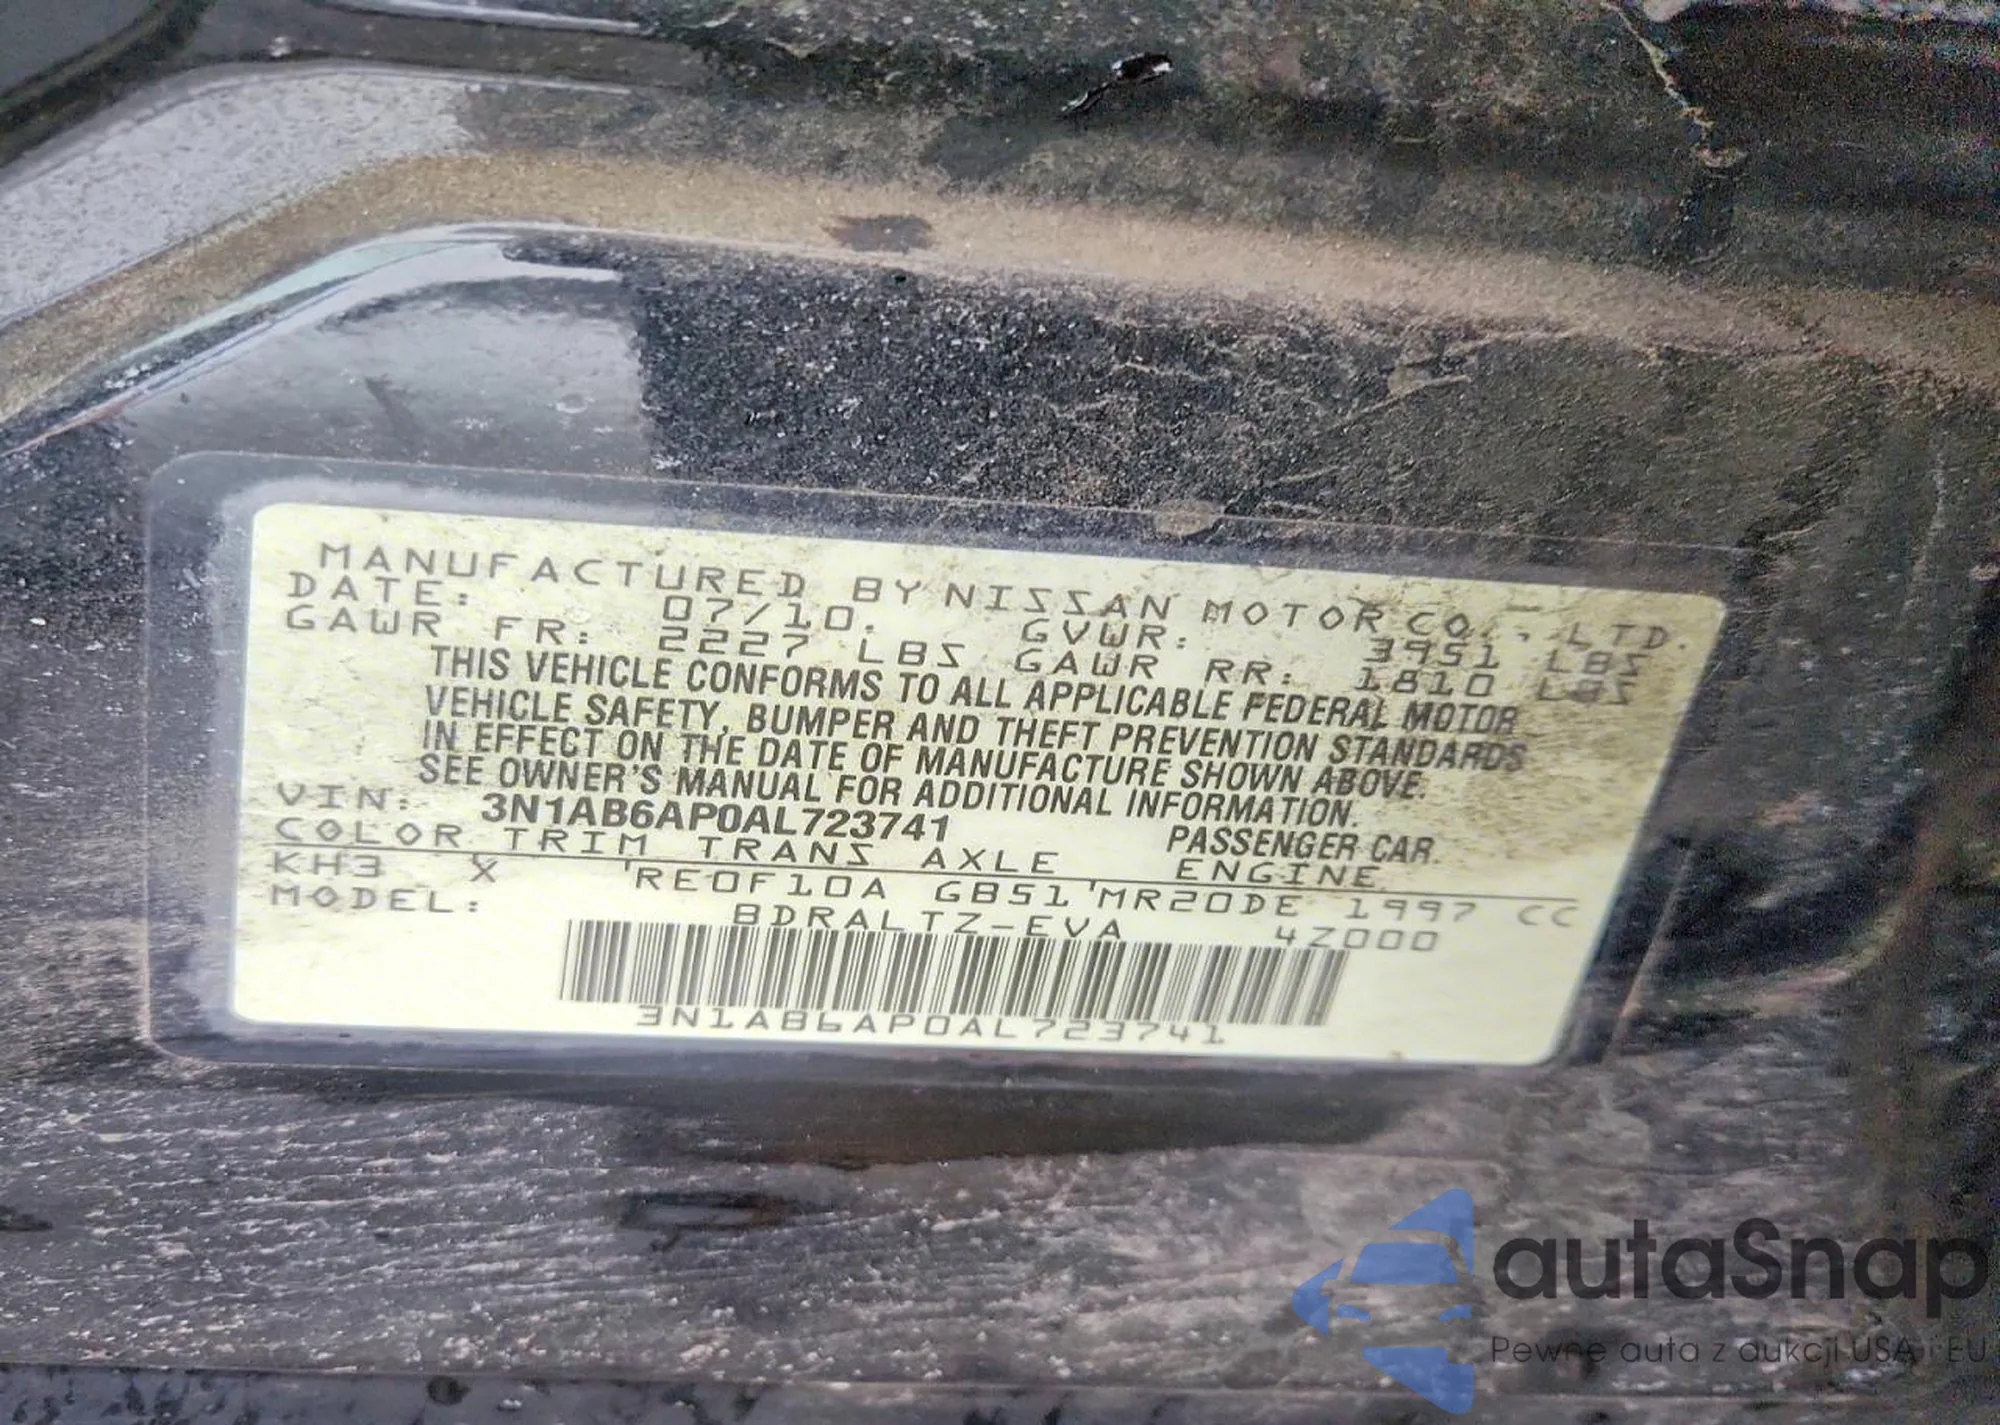 MANUFACTURED BY NISSAN MOTOR CO., LTD.
DATE: 07/10. GVWR: 3951 LBS
GAWR FR: 2227 LBS GAWR RR: 1810 LBS
THIS VEHICLE CONFORMS TO ALL APPLICABLE FEDERAL MOTOR
VEHICLE SAFETY, BUMPER AND THEFT PREVENTION STANDARDS
IN EFFECT ON THE DATE OF MANUFACTURE SHOWN ABOVE.
SEE OWNER'S MANUAL FOR ADDITIONAL INFORMATION.
VIN: 3N1AB6AP0AL723741 PASSENGER CAR
COLOR TRIM TRANS AXLE ENGINE
KH3 X 'RE0F10A GB51'MR20DE 1997 CC
MODEL: BDRALTZ-EVA 4Z000
3N1AB6AP0AL723741
autaSnap
Pewne auta z aukcji USA i EU